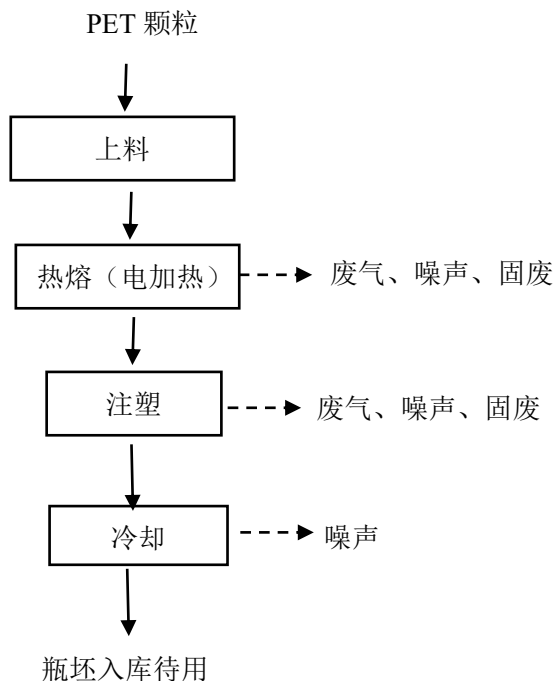 PET 颗粒
上料
热熔（电加热）
废气、噪声、固废
注塑
废气、噪声、固废
冷却
噪声
瓶坯入库待用